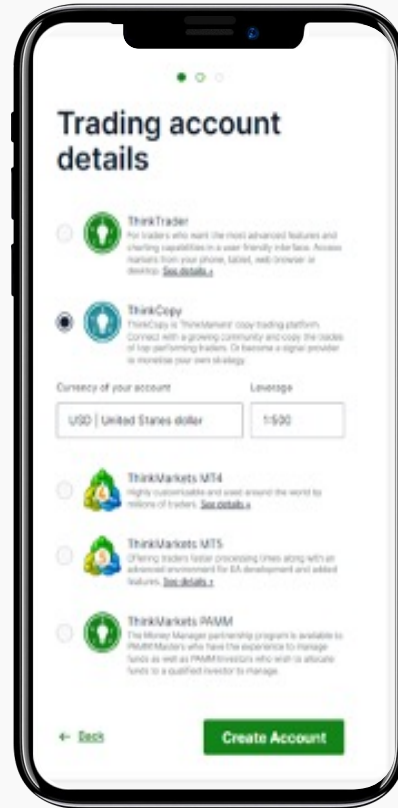 Trading account
details
ThinkTrader
For traders who want the most advanced features and
charting capabilities in a user-friendly interface. Access
markets from your phone, tablet, web browser or
desktop. See details
ThinkCopy
ThinkCopy is ThinkMarkets' copy trading platform.
Connect with a growing community and copy the trades
of top-performing traders. Or become a signal provider
to monetise your own strategy.
Currency of your account
Leverage
USD | United States dollar
1:500
ThinkMarkets MT4
Highly customisable and used around the world by
millions of traders. See details
ThinkMarkets MT5
Offering traders faster processing times along with an
advanced environment for EA development and added
features. See details
ThinkMarkets PAMM
The Money Manager partnership program is available to
PAMM Masters who have the experience to manage
funds as well as PAMM Investors who wish to allocate
funds to a qualified investor to manage.
← Back
Create Account